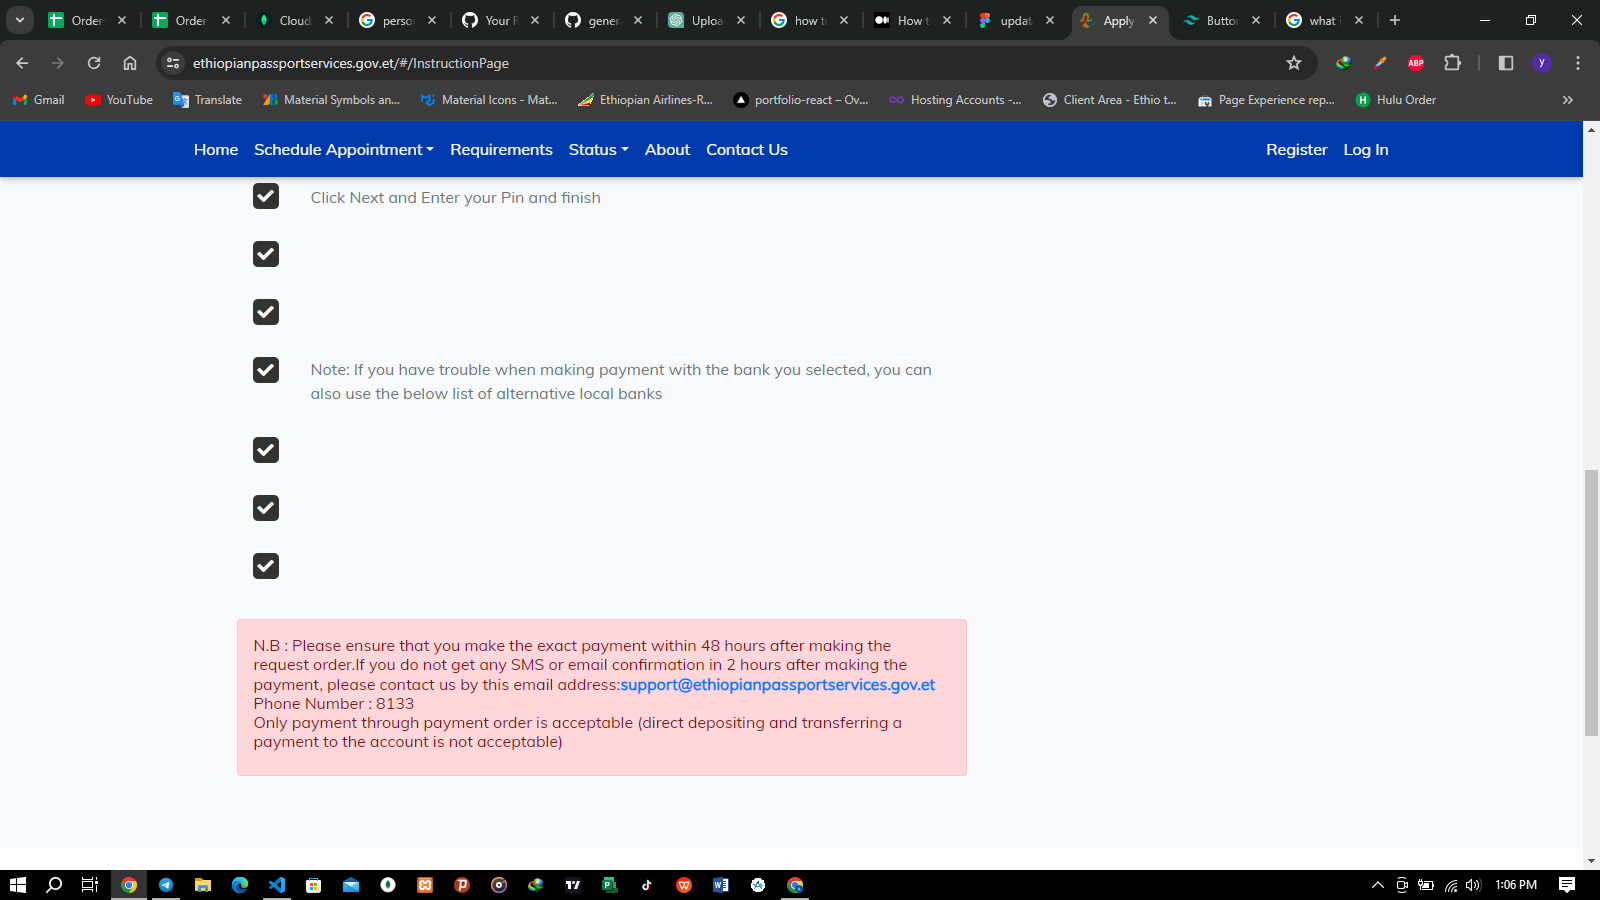 Orders
Order
Cloud
perso
Your R
gener
Uploa
how tr
How t
updat
Apply
Butto
what i
ethiopianpassportservices.gov.et/#/InstructionPage
ABP
y
Gmail
YouTube
Translate
Material Symbols an...
Material Icons - Mat...
Ethiopian Airlines-R...
portfolio-react – Ov...
Hosting Accounts -...
Client Area - Ethio t...
Page Experience rep...
H
Hulu Order
Home
Schedule Appointment
Requirements
Status
About
Contact Us
Register
Log In
Click Next and Enter your Pin and finish
Note: If you have trouble when making payment with the bank you selected, you can
also use the below list of alternative local banks
N.B : Please ensure that you make the exact payment within 48 hours after making the
request order.If you do not get any SMS or email confirmation in 2 hours after making the
payment, please contact us by this email address:support@ethiopianpassportservices.gov.et
Phone Number : 8133
Only payment through payment order is acceptable (direct depositing and transferring a
payment to the account is not acceptable)
1:06 PM